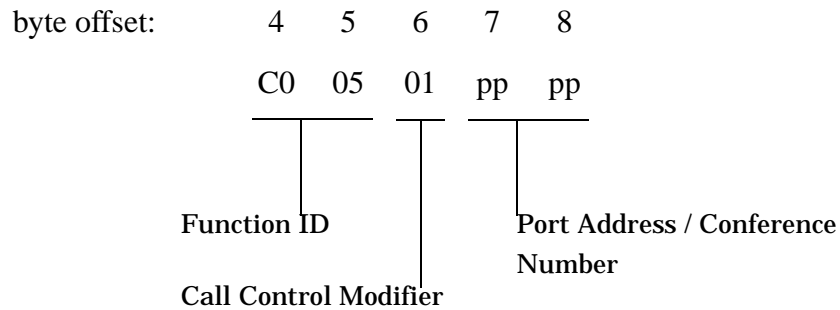 byte offset: 4 5 6 7 8
C0 05 01 pp pp
Function ID
Port Address / Conference
Number
Call Control Modifier